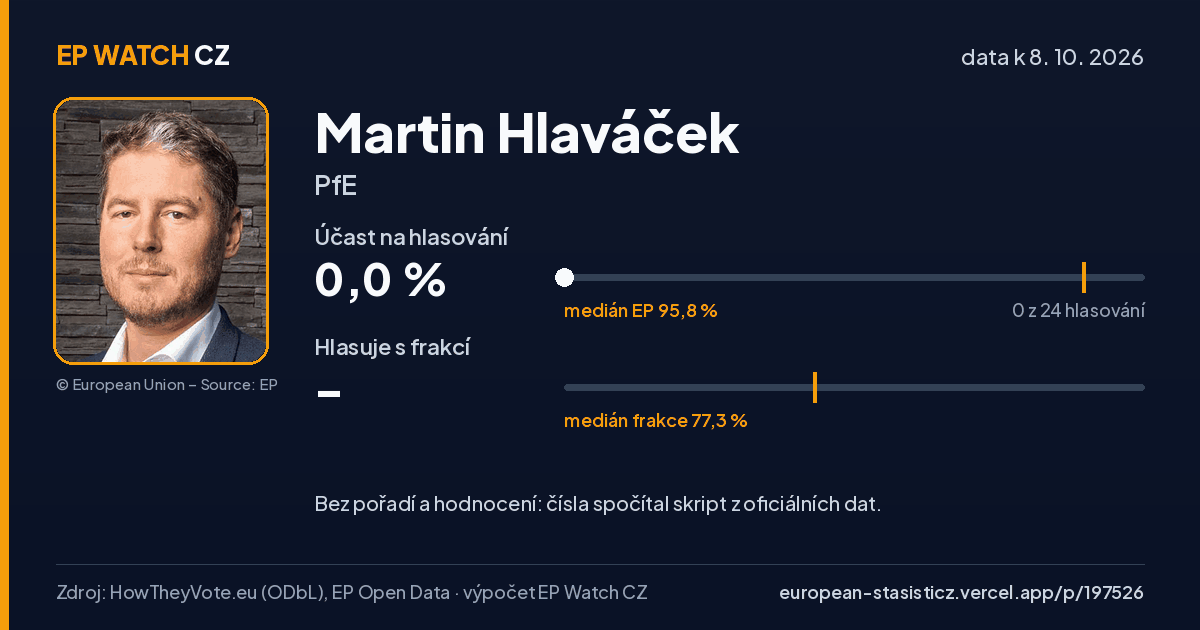 EP WATCH CZ
data k 8. 10. 2026
Martin Hlaváček
PfE
Účast na hlasování
0,0 %
medián EP 95,8 %
0 z 24 hlasování
Hlasuje s frakcí
–
medián frakce 77,3 %
© European Union – Source: EP
Bez pořadí a hodnocení: čísla spočítal skript z oficiálních dat.
Zdroj: HowTheyVote.eu (ODbL), EP Open Data · výpočet EP Watch CZ
european-stasisticz.vercel.app/p/197526